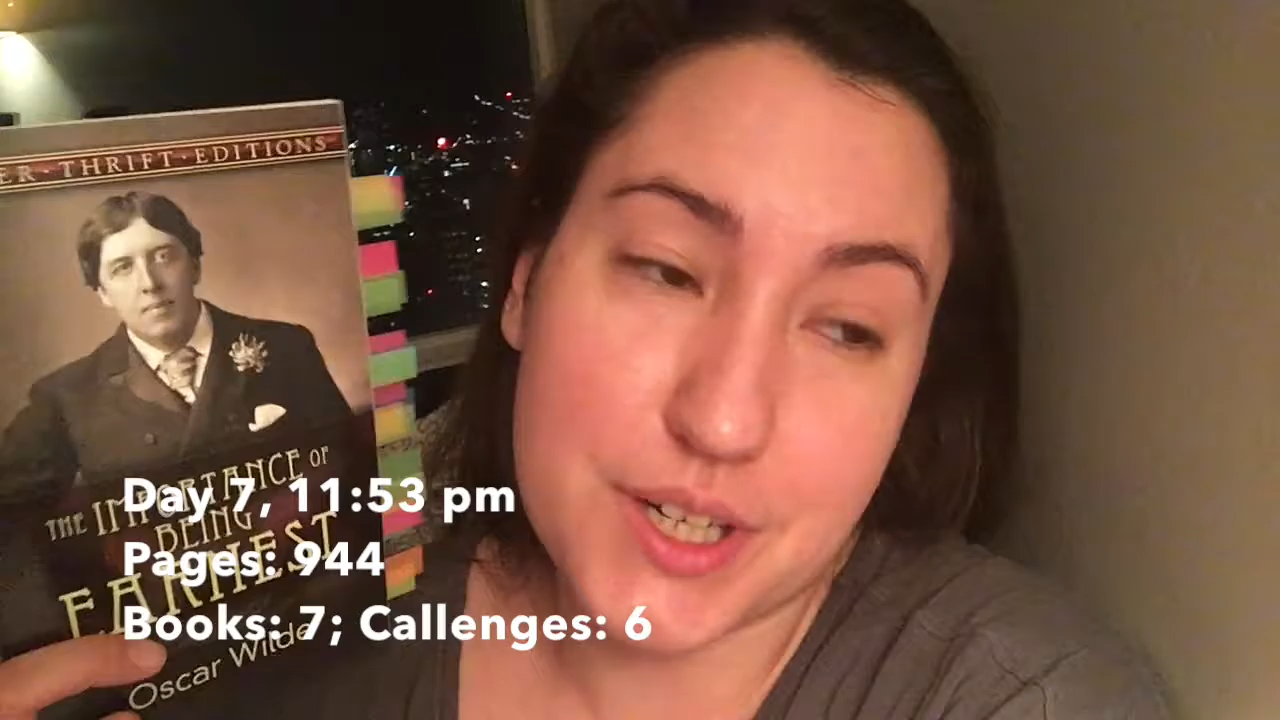 ER · THRIFT · EDITIONS
THE IMPORTANCE OF
BEING
EARNEST
Oscar Wilde
Day 7, 11:53 pm
Pages: 944
Books: 7; Callenges: 6